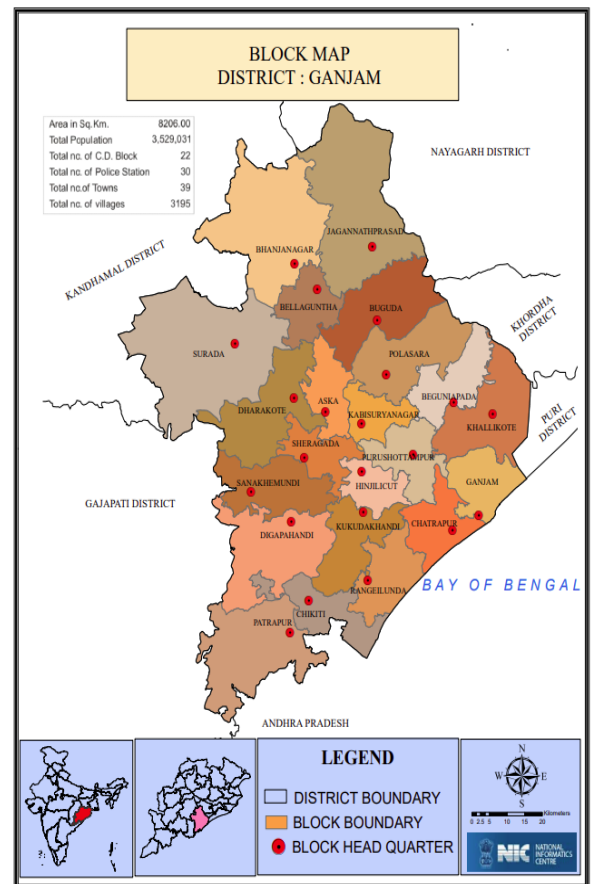 BLOCK MAP
DISTRICT : GANJAM
Area in Sq.Km. 8206.00
Total Population 3,529,031
Total no. of C.D. Block 22
Total no. of Police Station 30
Total no.of Towns 39
Total no. of villages 3195
NAYAGARH DISTRICT
JAGANNATHPRASAD
BHANJANAGAR
KANDHAMAL DISTRICT
BELLAGUNTHA
BUGUDA
KHORDHA
DISTRICT
SURADA
POLASARA
BEGUNIAPADA
DHARAKOTE
ASKA
KABISURYANAGAR
KHALLIKOTE
PURI
DISTRICT
SHERAGADA
PURUSHOTTAMPUR
SANAKHEMUNDI
HINJILICUT
GANJAM
GAJAPATI DISTRICT
KUKUDAKHANDI
CHATRAPUR
DIGAPAHANDI
BAY OF BENGAL
RANGEILUNDA
CHIKITI
PATRAPUR
ANDHRA PRADESH
LEGEND
DISTRICT BOUNDARY
BLOCK BOUNDARY
BLOCK HEAD QUARTER
N
W E
S
0 2.5 5 10 15 20 Kilometers
NIC NATIONAL
INFORMATICS
CENTRE